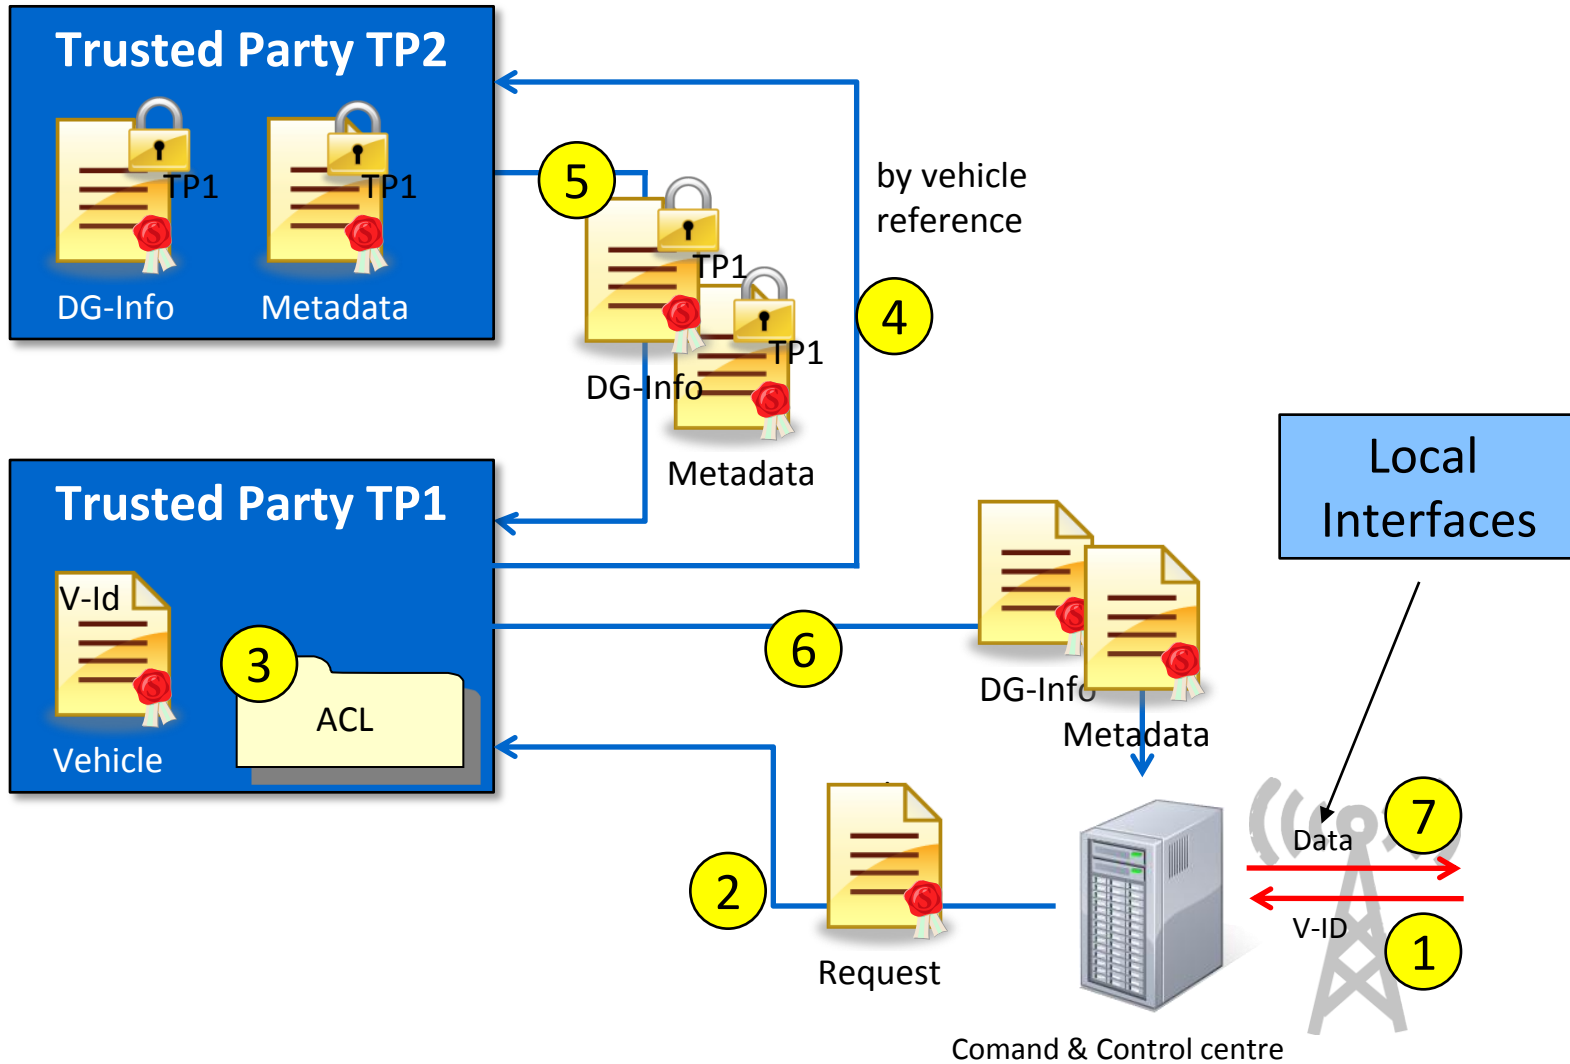 Trusted Party TP2
TP1
TP1
DG-Info
Metadata
5
TP1
TP1
DG-Info
Metadata
by vehicle
reference
4
Trusted Party TP1
V-Id
Vehicle
3
ACL
6
DG-Info
Metadata
Local
Interfaces
2
Request
Data
7
V-ID
1
Comand & Control centre